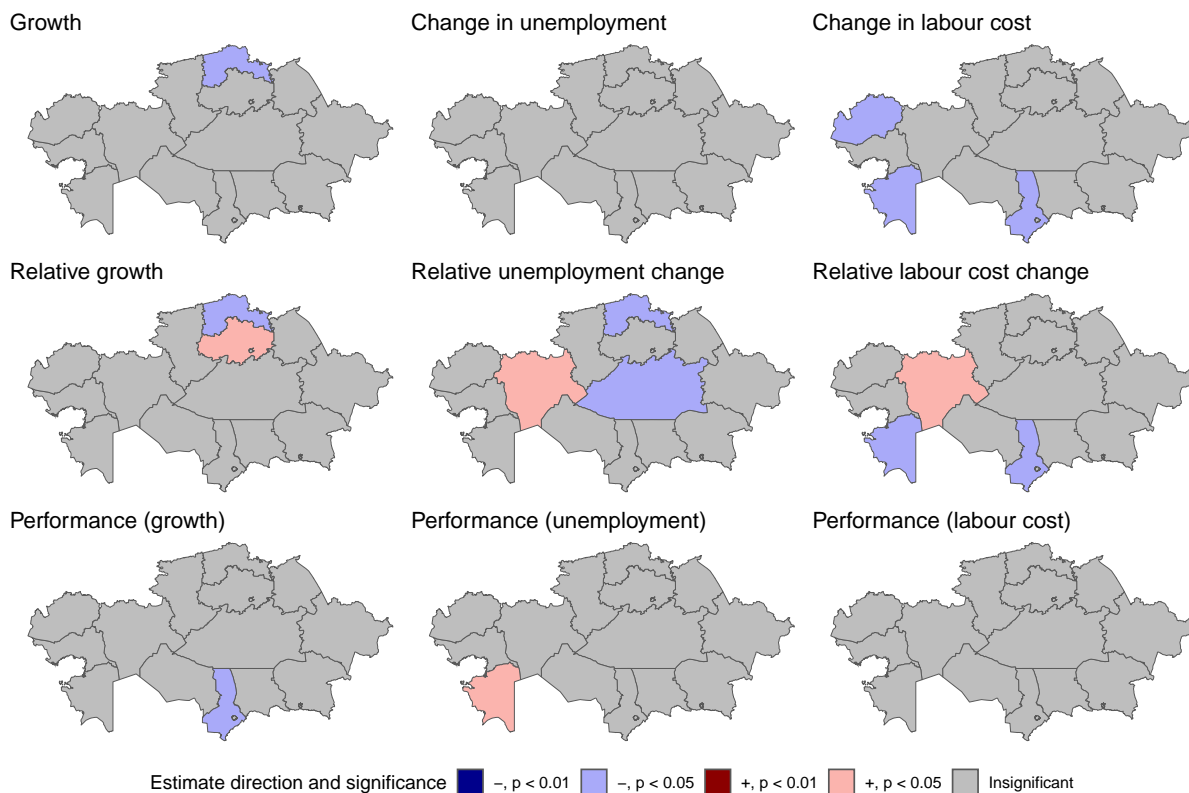 Growth
Change in unemployment
Change in labour cost
Relative growth
Relative unemployment change
Relative labour cost change
Performance (growth)
Performance (unemployment)
Performance (labour cost)
Estimate direction and significance −, p < 0.01 −, p < 0.05 +, p < 0.01 +, p < 0.05 Insignificant